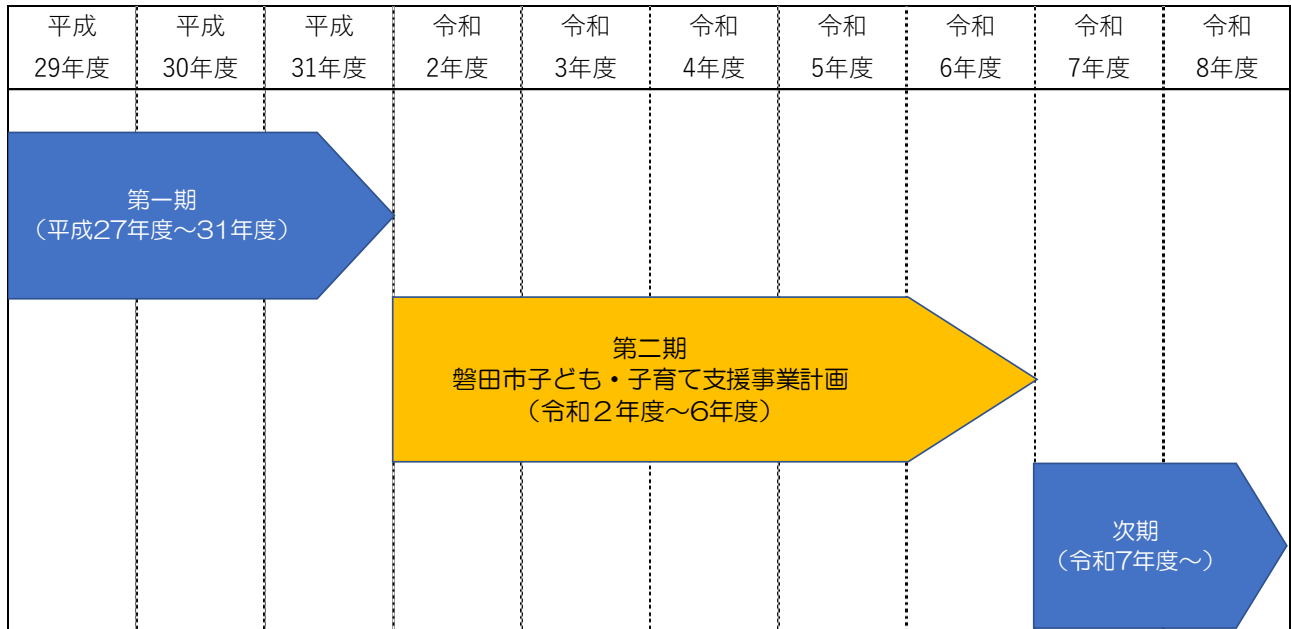 平成 平成 平成 令和 令和 令和 令和 令和 令和 令和
29年度 30年度 31年度 2年度 3年度 4年度 5年度 6年度 7年度 8年度
第一期
（平成27年度～31年度）
第二期
磐田市子ども・子育て支援事業計画
（令和２年度～6年度）
次期
（令和7年度～）